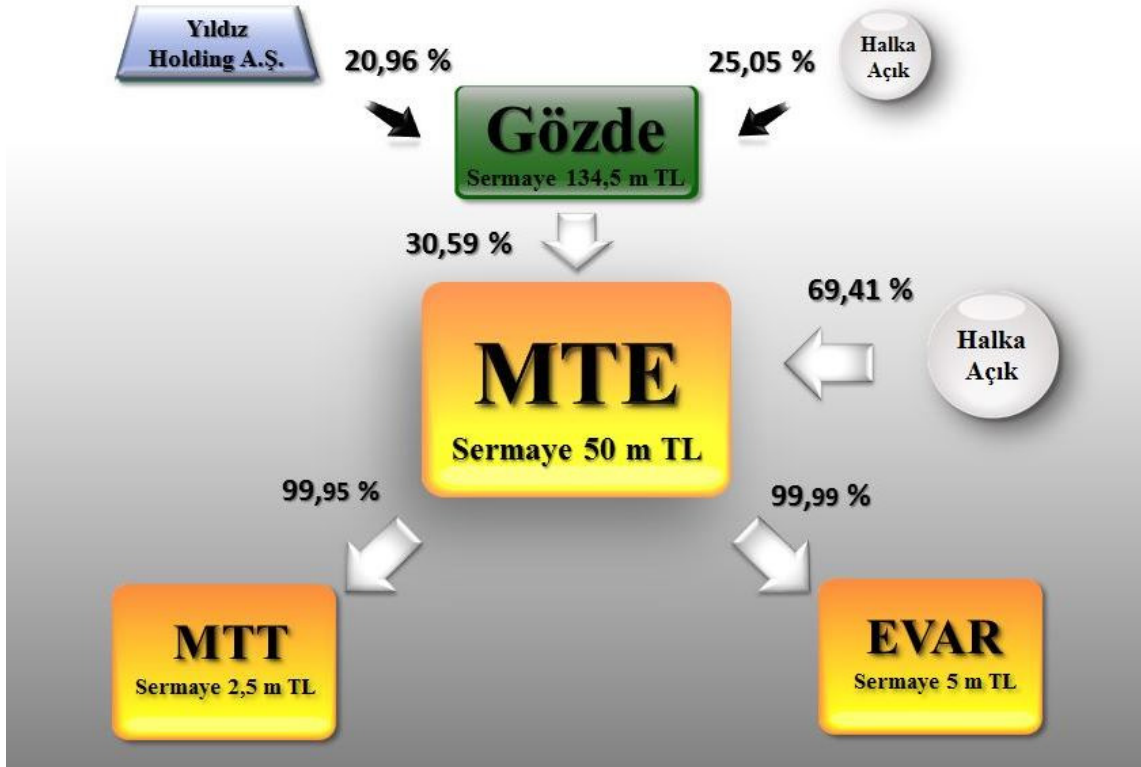 Yıldız
Holding A.Ş.
20,96 %
25,05 %
Halka
Açık
Gözde
Sermaye 134,5 m TL
30,59 %
69,41 %
Halka
Açık
MTE
Sermaye 50 m TL
99,95 %
99,99 %
MTT
Sermaye 2,5 m TL
EVAR
Sermaye 5 m TL